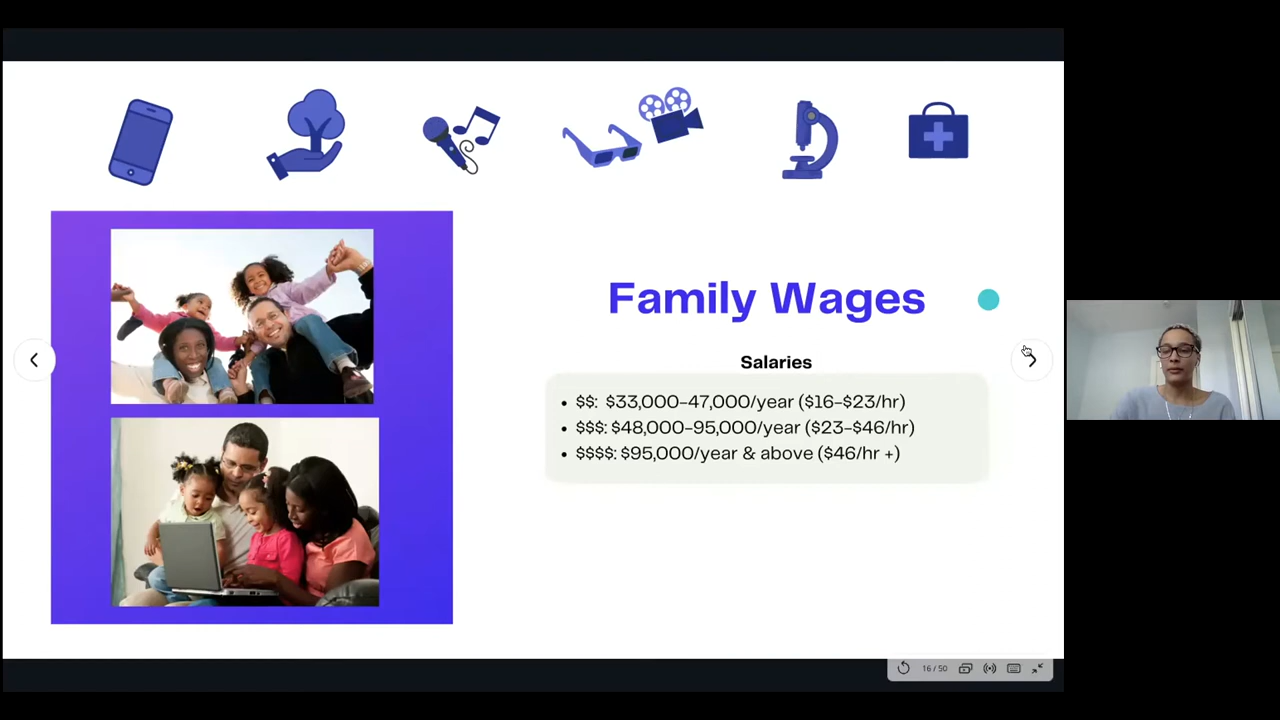 Family Wages
Salaries
• $$: $33,000–47,000/year ($16–$23/hr)
• $$$: $48,000–95,000/year ($23–$46/hr)
• $$$$: $95,000/year & above ($46/hr +)
16 / 50